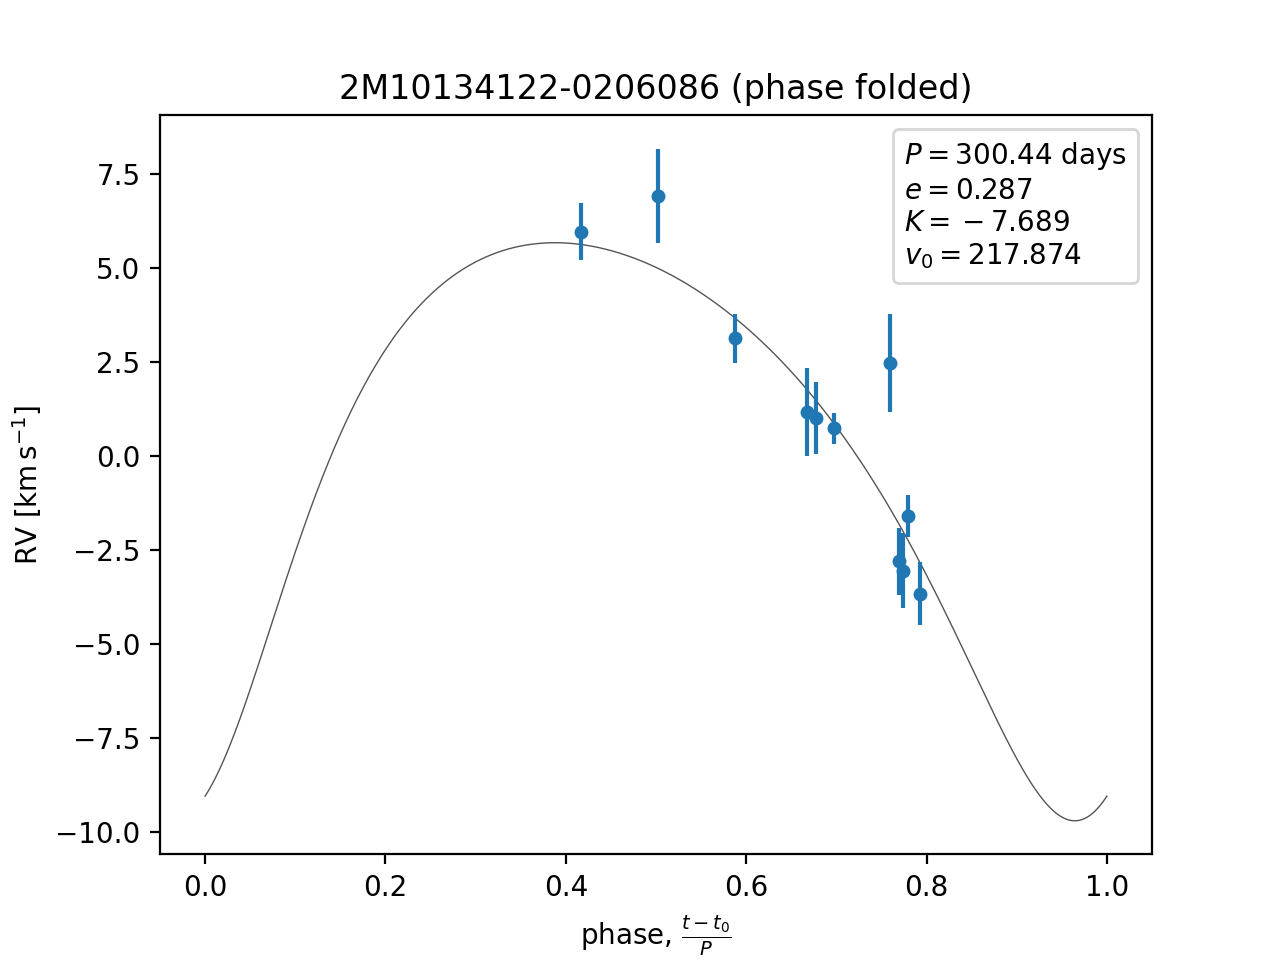 2M10134122-0206086 (phase folded)
P = 300.44 days
e = 0.287
K = −7.689
v₀ = 217.874
7.5
5.0
2.5
0.0
−2.5
−5.0
−7.5
−10.0
RV [km s⁻¹]
0.0 0.2 0.4 0.6 0.8 1.0
phase, (t − t₀)/P